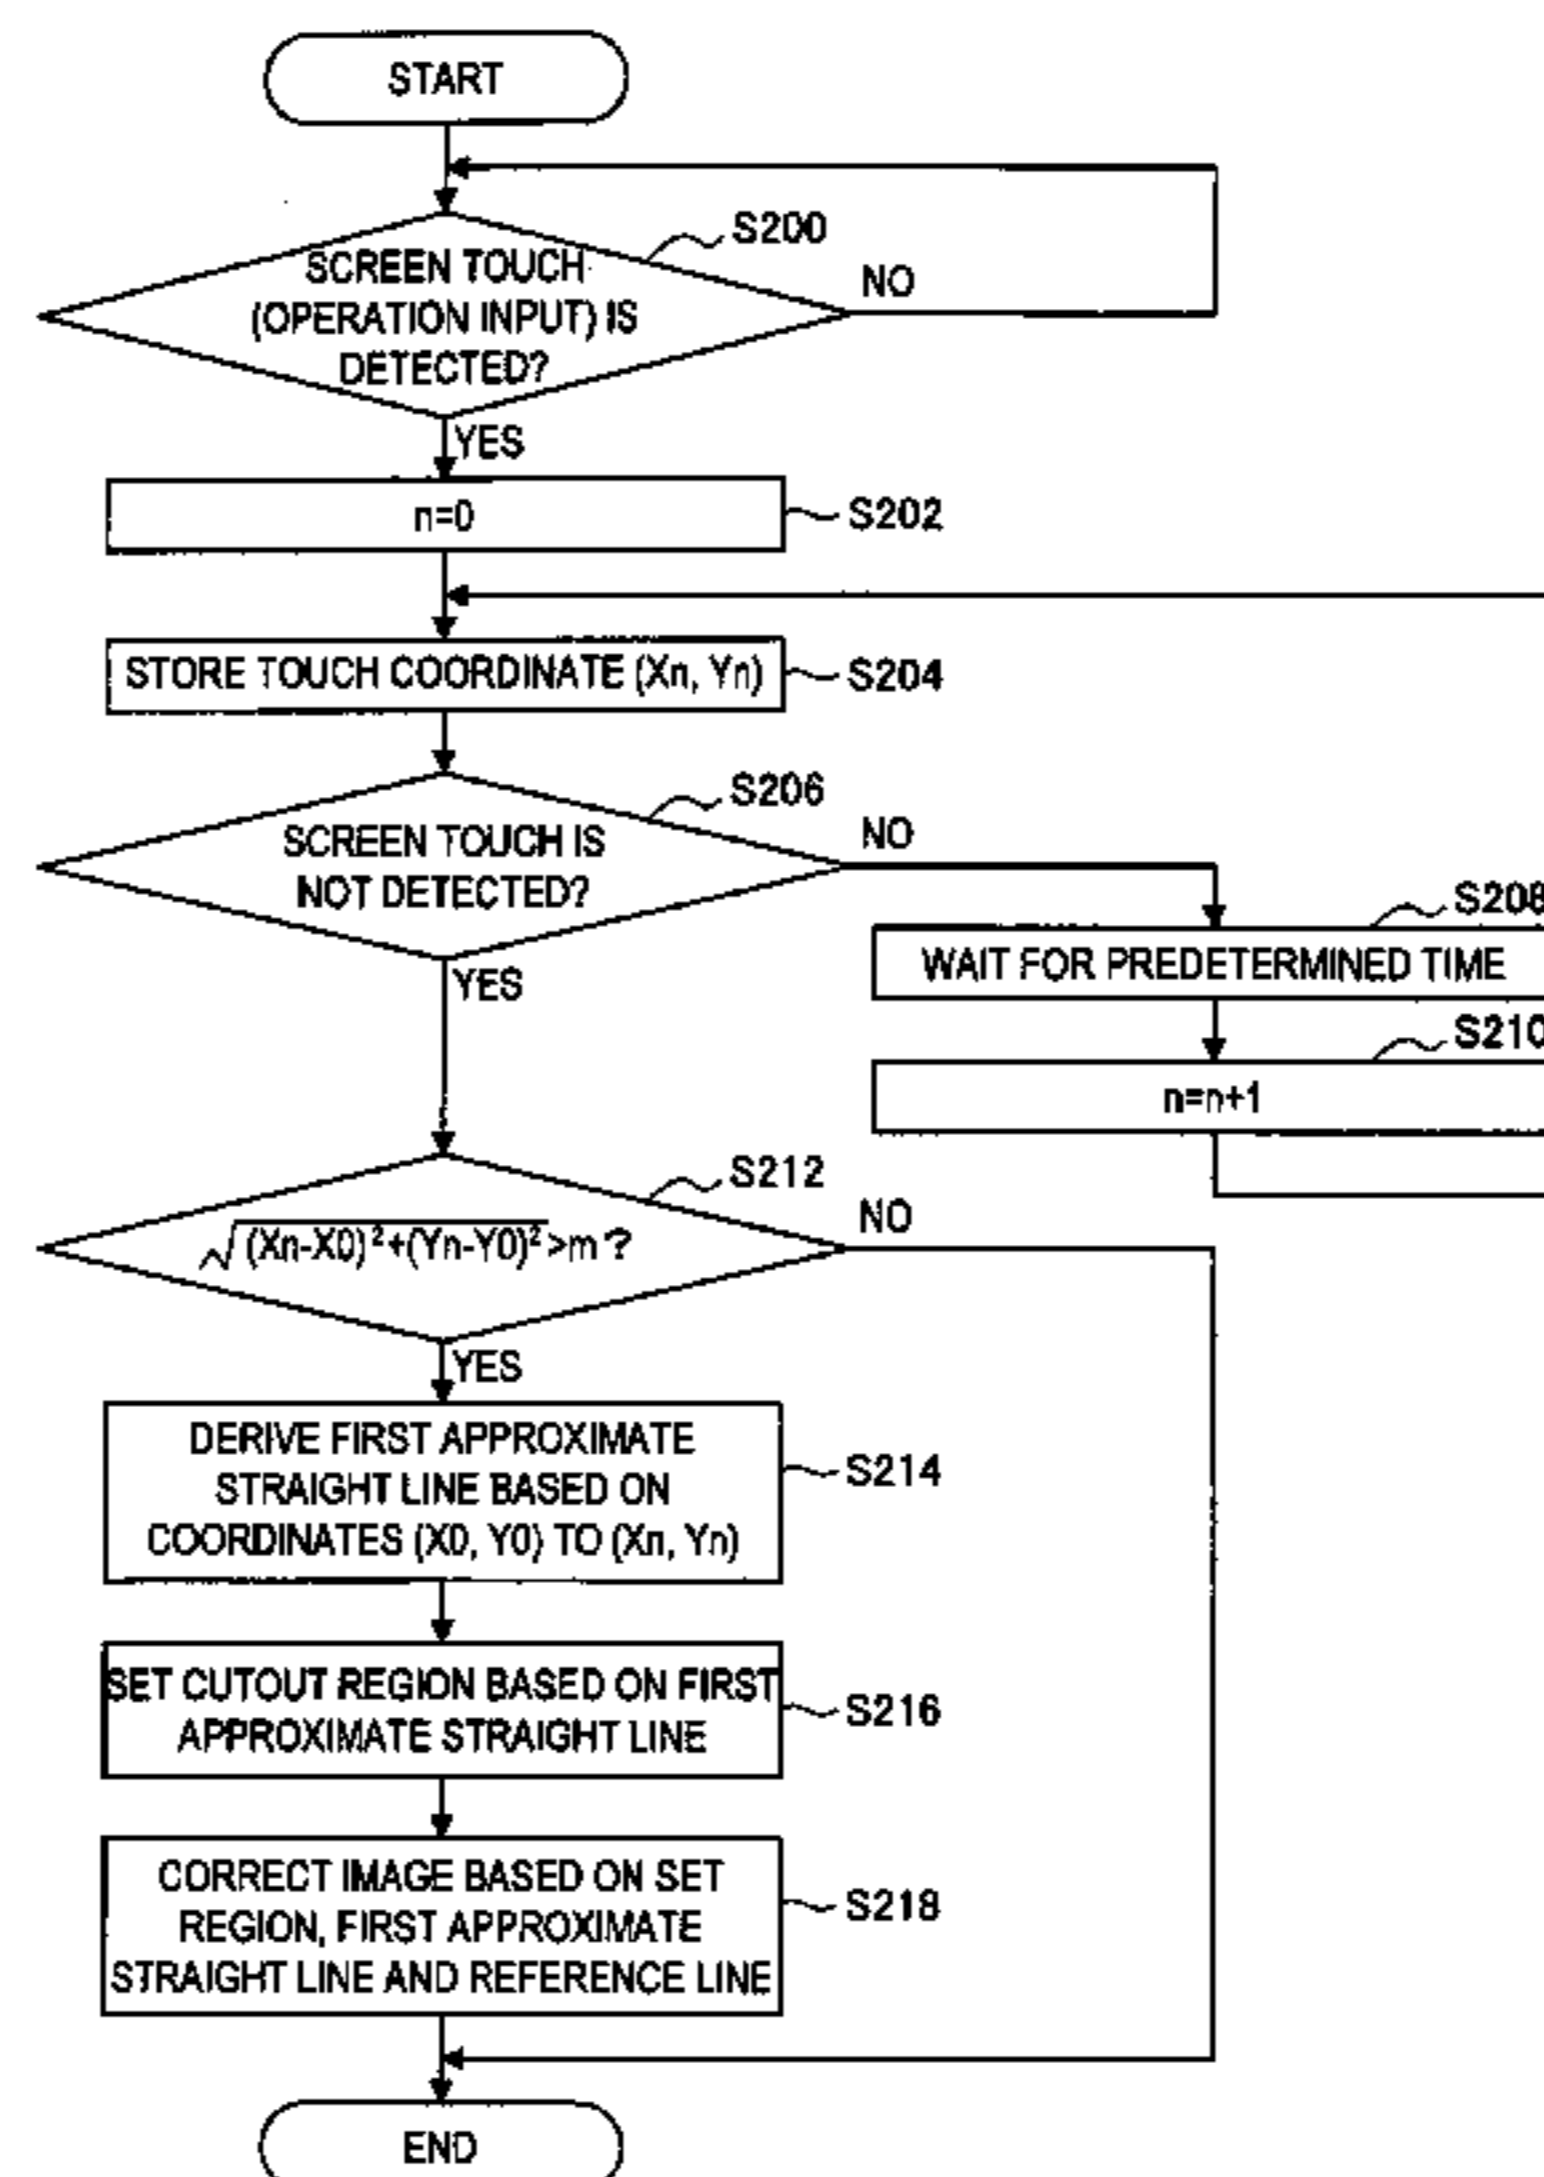 START
S200
SCREEN TOUCH
(OPERATION INPUT) IS
DETECTED?
NO
YES
n=0
S202
STORE TOUCH COORDINATE (Xn, Yn)
S204
S206
SCREEN TOUCH IS
NOT DETECTED?
NO
YES
S208
WAIT FOR PREDETERMINED TIME
S210
n=n+1
S212
√(Xn-X0)²+(Yn-Y0)²>m?
NO
YES
DERIVE FIRST APPROXIMATE
STRAIGHT LINE BASED ON
COORDINATES (X0, Y0) TO (Xn, Yn)
S214
SET CUTOUT REGION BASED ON FIRST
APPROXIMATE STRAIGHT LINE
S216
CORRECT IMAGE BASED ON SET
REGION, FIRST APPROXIMATE
STRAIGHT LINE AND REFERENCE LINE
S218
END